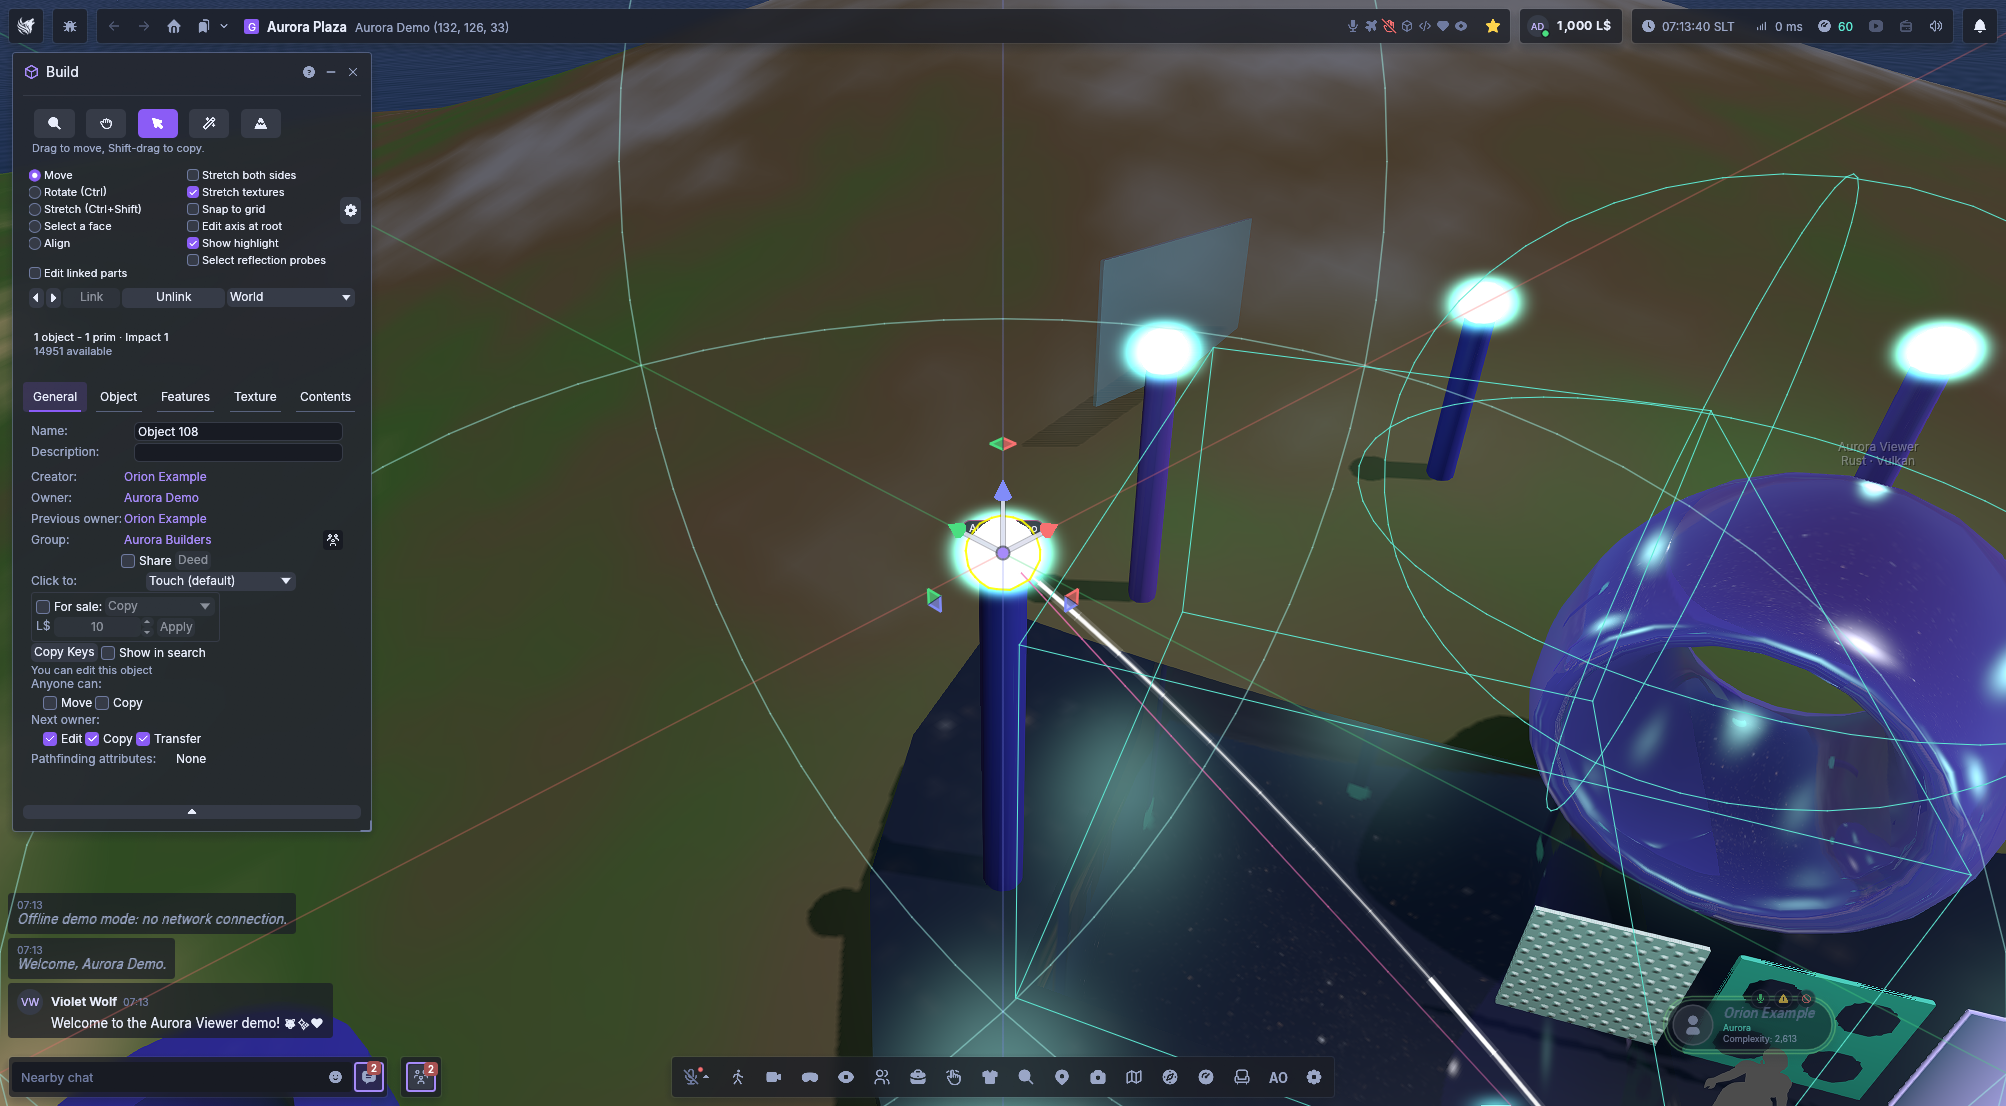 G Aurora Plaza Aurora Demo (132, 126, 33)
AD 1,000 L$
07:13:40 SLT 0 ms 60
Build
Drag to move, Shift-drag to copy.
Move
Rotate (Ctrl)
Stretch (Ctrl+Shift)
Select a face
Align
Edit linked parts
Stretch both sides
Stretch textures
Snap to grid
Edit axis at root
Show highlight
Select reflection probes
Link Unlink World
1 object - 1 prim · Impact 1
14951 available
General Object Features Texture Contents
Name: Object 108
Description:
Creator: Orion Example
Owner: Aurora Demo
Previous owner: Orion Example
Group: Aurora Builders
Share Deed
Click to: Touch (default)
For sale: Copy
L$ 10 Apply
Copy Keys Show in search
You can edit this object
Anyone can:
Move Copy
Next owner:
Edit Copy Transfer
Pathfinding attributes: None
Aurora Viewer
Rust · Vulkan
07:13
Offline demo mode: no network connection.
07:13
Welcome, Aurora Demo.
VW Violet Wolf 07:13
Welcome to the Aurora Viewer demo!
Orion Example
Aurora
Complexity: 2,613
Nearby chat
2
2
AO